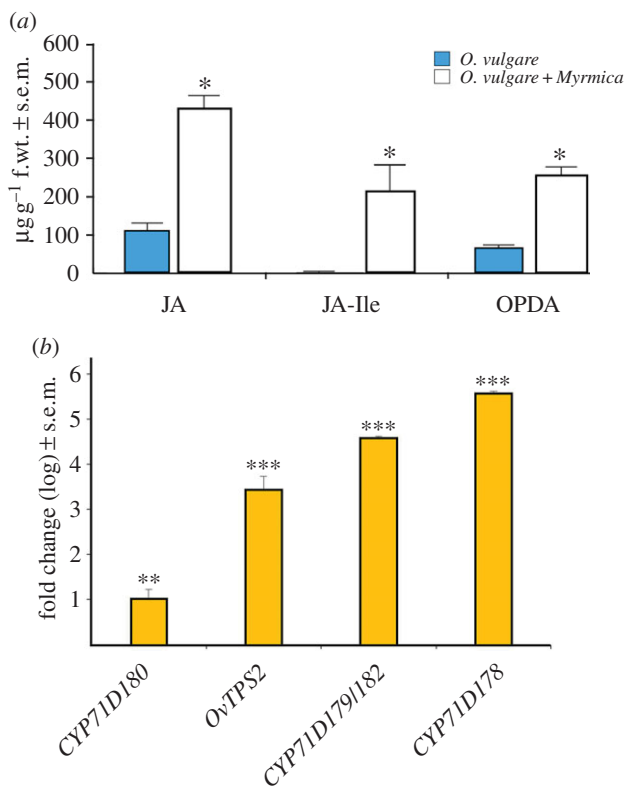 (a)
600
500
400
300
200
100
0
µg g⁻¹ f.wt. ± s.e.m.
O. vulgare
O. vulgare + Myrmica
*
*
*
JA
JA-Ile
OPDA
(b)
6
5
4
3
2
1
fold change (log) ± s.e.m.
**
***
***
***
CYP71D180
OvTPS2
CYP71D179/182
CYP71D178